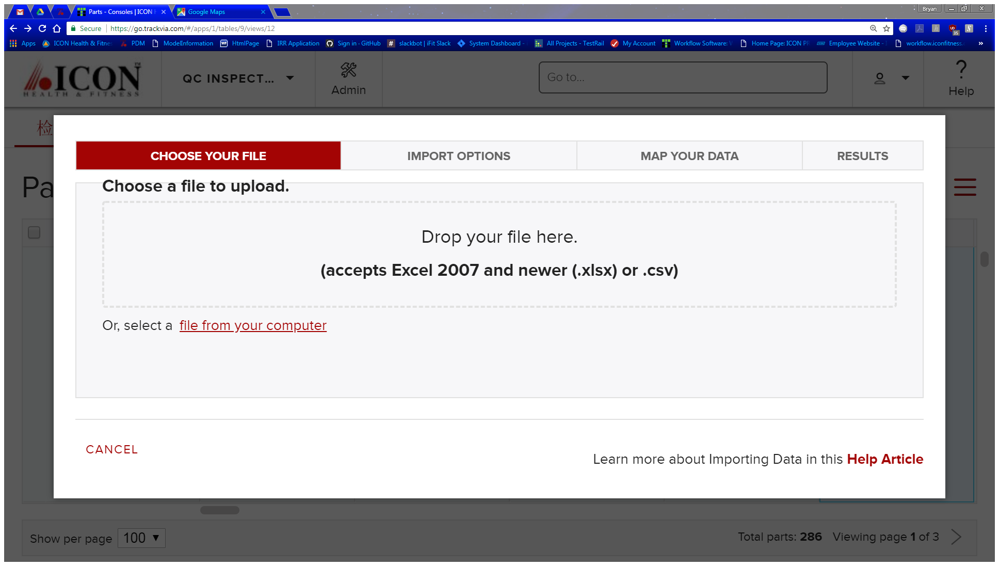 Parts - Consoles | ICON H
Google Maps
Bryan
Secure
https://go.trackvia.com/#/apps/1/tables/9/views/12
Apps
ICON Health & Fitnes
PDM
ModelInformation
HtmlPage
IRR Application
Sign in · GitHub
slackbot | iFit Slack
System Dashboard -
All Projects - TestRail
My Account
Workflow Software: W
Home Page: ICON PR
Employee Website -
workflow.iconfitness.
»
35
ICON™
HEALTH & FITNESS
QC INSPECT...
Admin
Go to...
?
Help
检
CHOOSE YOUR FILE
IMPORT OPTIONS
MAP YOUR DATA
RESULTS
Pa
Choose a file to upload.
Drop your file here.
(accepts Excel 2007 and newer (.xlsx) or .csv)
Or, select a file from your computer
CANCEL
Learn more about Importing Data in this Help Article
Show per page 100
Total parts: 286 Viewing page 1 of 3